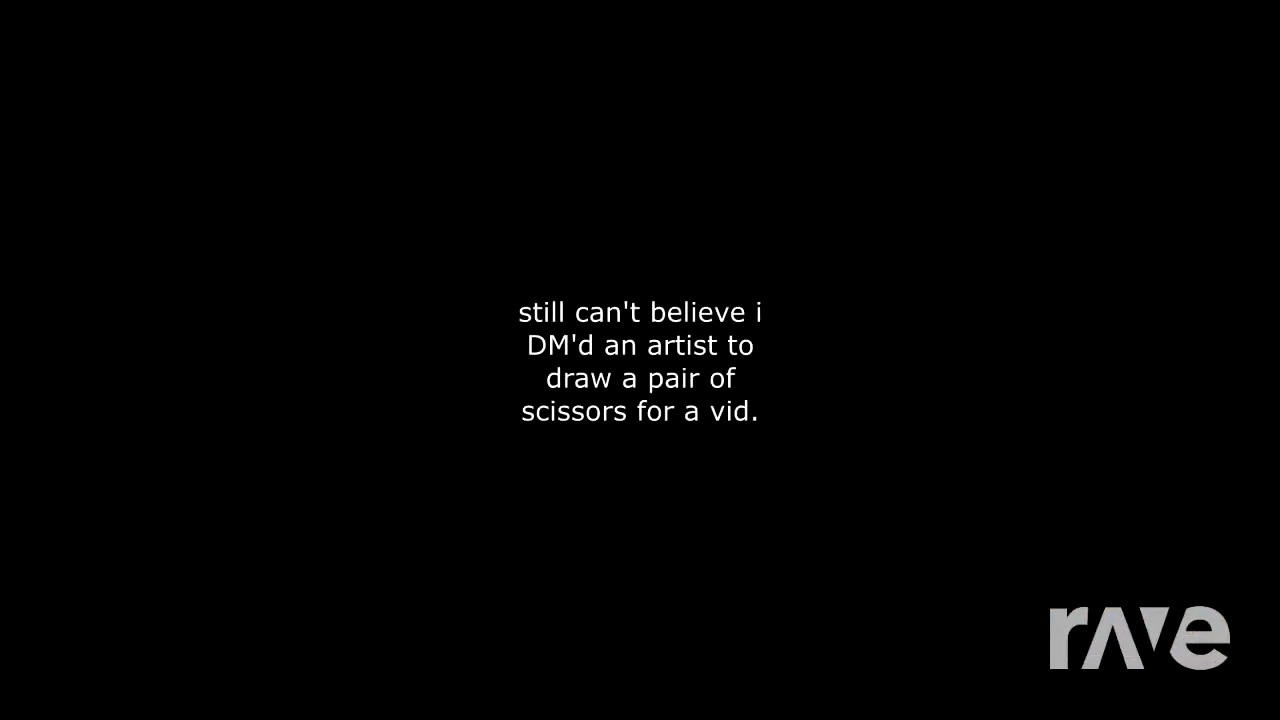 still can't believe i
DM'd an artist to
draw a pair of
scissors for a vid.
rave